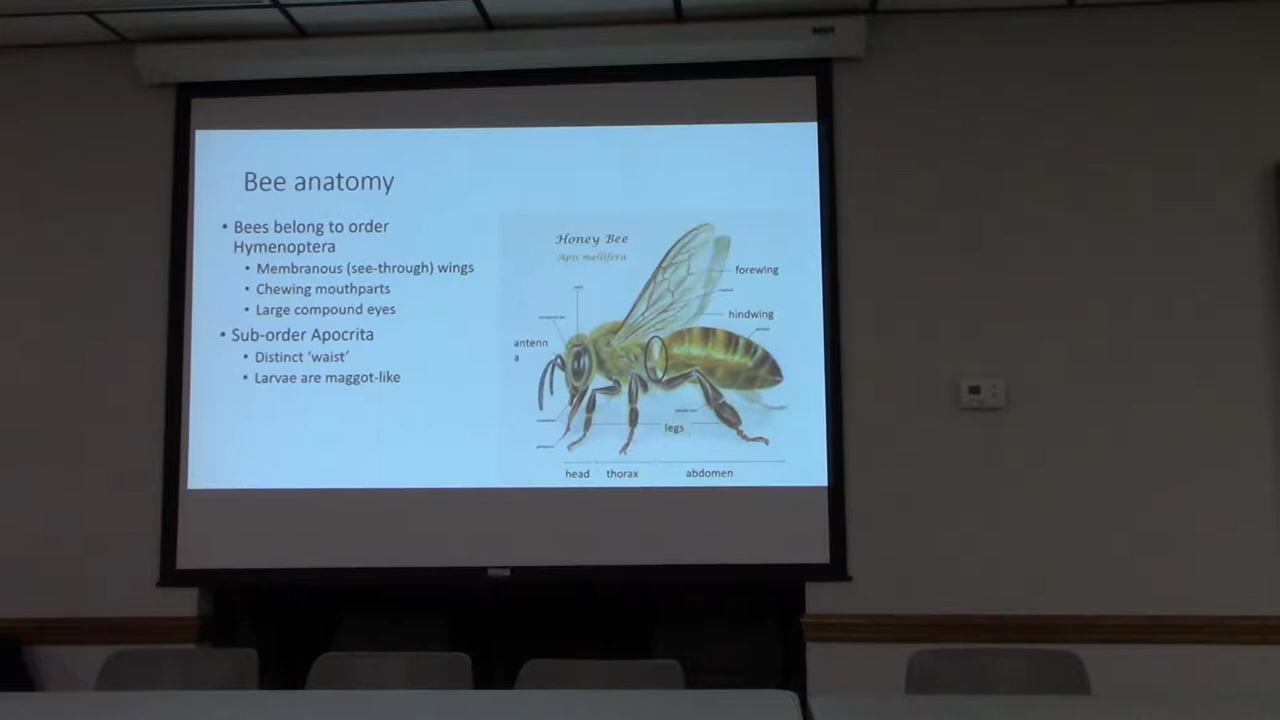 Bee anatomy
• Bees belong to order
Hymenoptera
• Membranous (see-through) wings
• Chewing mouthparts
• Large compound eyes
• Sub-order Apocrita
• Distinct ‘waist’
• Larvae are maggot-like
Honey Bee
Apis mellifera
forewing
hindwing
antenn
a
legs
head thorax abdomen